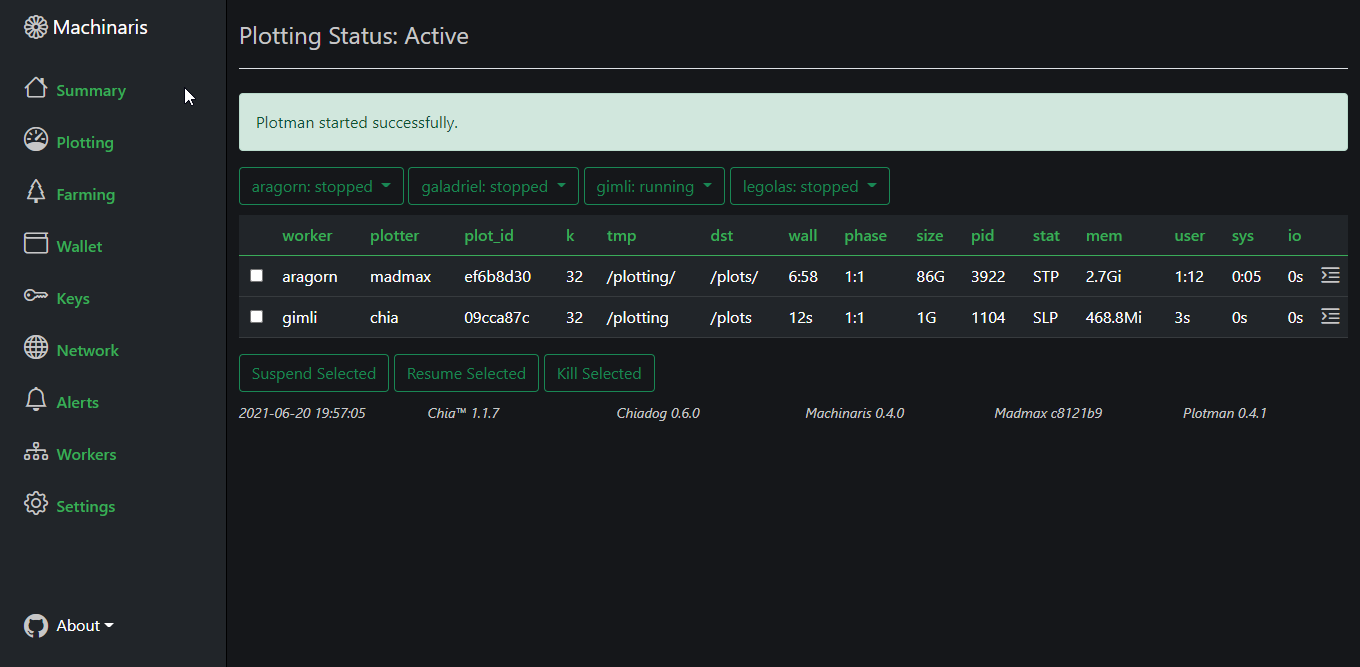 Machinaris
Summary
Plotting
Farming
Wallet
Keys
Network
Alerts
Workers
Settings
About
Plotting Status: Active
Plotman started successfully.
aragorn: stopped galadriel: stopped gimli: running legolas: stopped
worker plotter plot_id k tmp dst wall phase size pid stat mem user sys io
aragorn madmax ef6b8d30 32 /plotting/ /plots/ 6:58 1:1 86G 3922 STP 2.7Gi 1:12 0:05 0s
gimli chia 09cca87c 32 /plotting /plots 12s 1:1 1G 1104 SLP 468.8Mi 3s 0s 0s
Suspend Selected Resume Selected Kill Selected
2021-06-20 19:57:05 Chia™ 1.1.7 Chiadog 0.6.0 Machinaris 0.4.0 Madmax c8121b9 Plotman 0.4.1